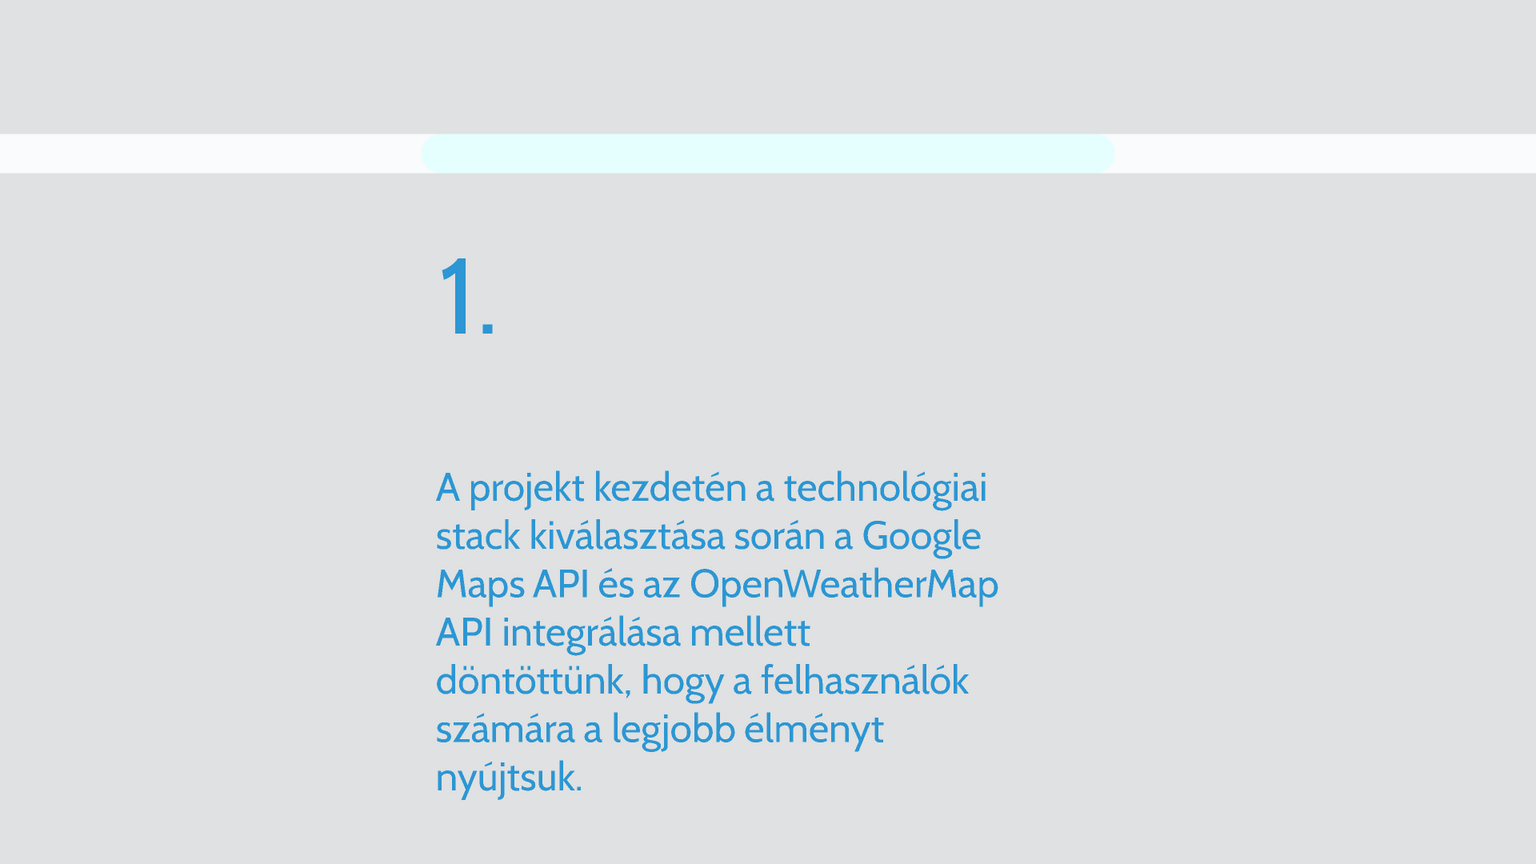 1.
A projekt kezdetén a technológiai
stack kiválasztása során a Google
Maps API és az OpenWeatherMap
API integrálása mellett
döntöttünk, hogy a felhasználók
számára a legjobb élményt
nyújtsuk.